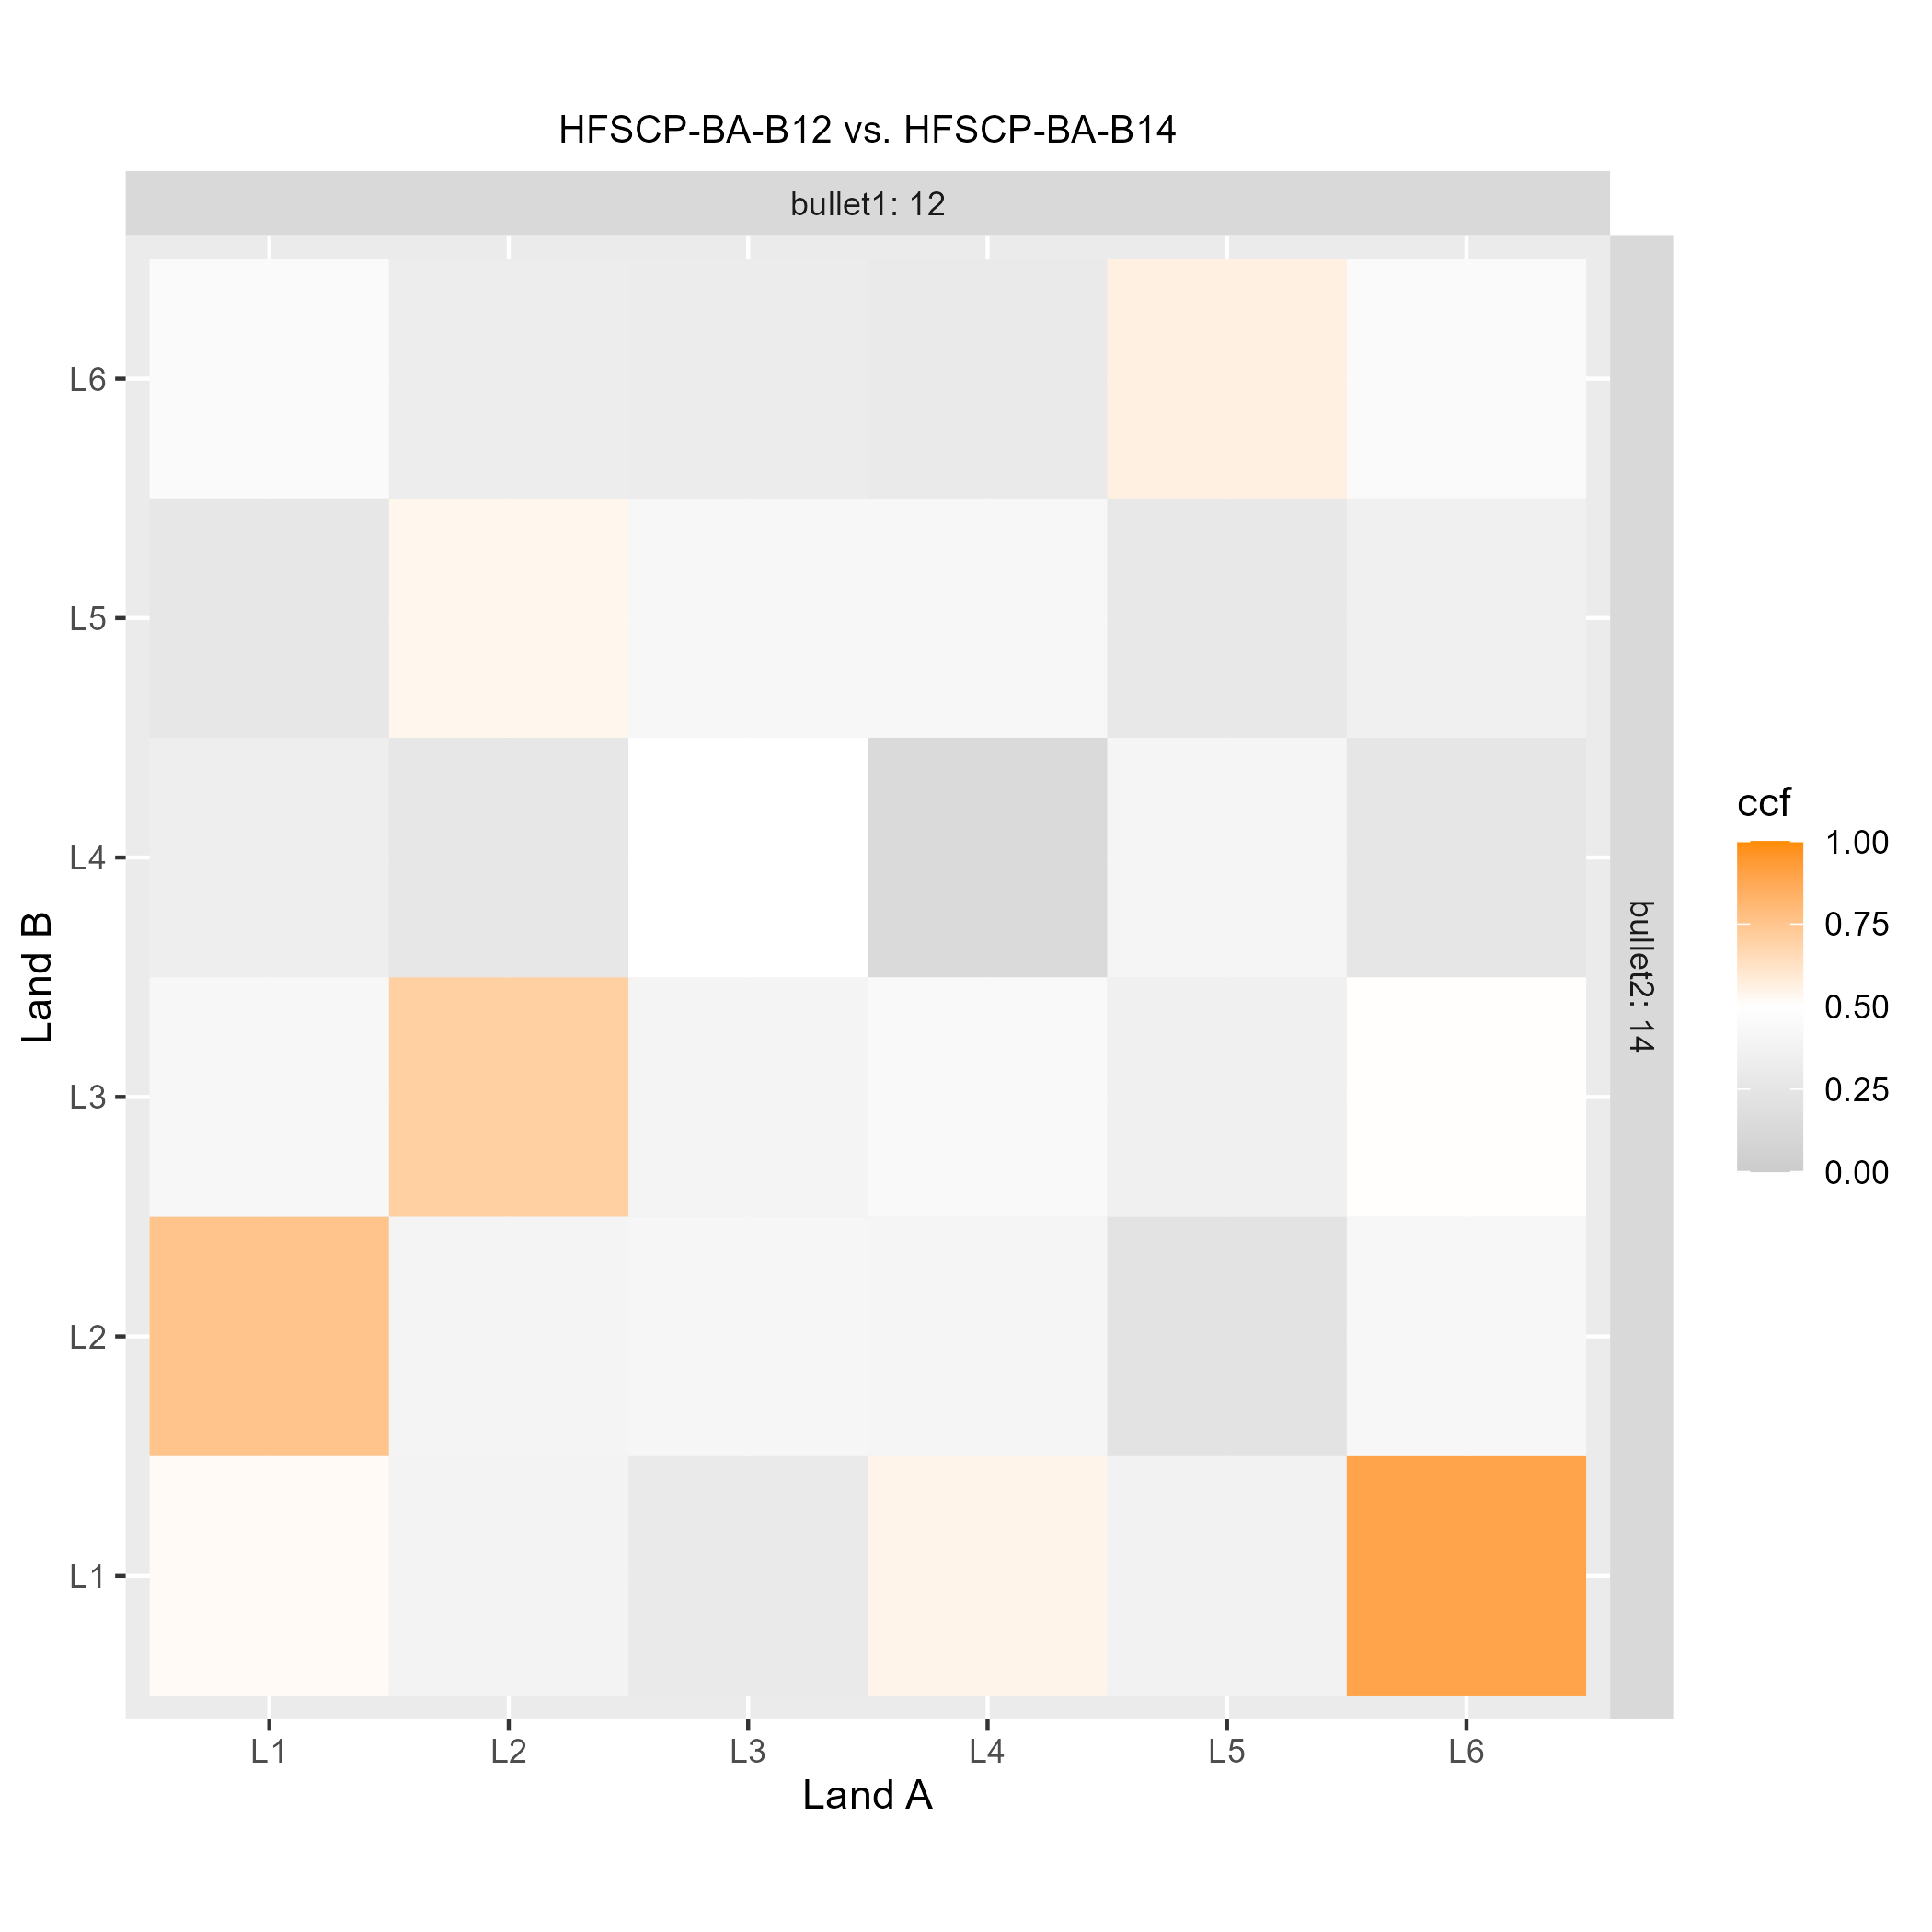 HFSCP-BA-B12 vs. HFSCP-BA-B14
bullet1: 12
L6
L5
L4
L3
L2
L1
Land B
bullet2: 14
ccf
1.00
0.75
0.50
0.25
0.00
L1 L2 L3 L4 L5 L6
Land A